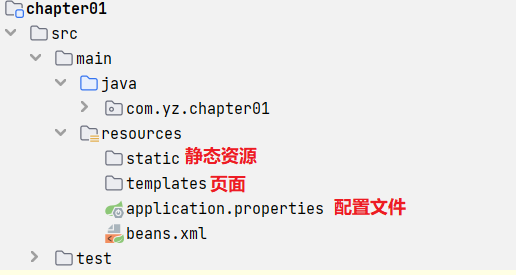 chapter01
src
main
java
com.yz.chapter01
resources
static 静态资源
templates 页面
application.properties 配置文件
beans.xml
test